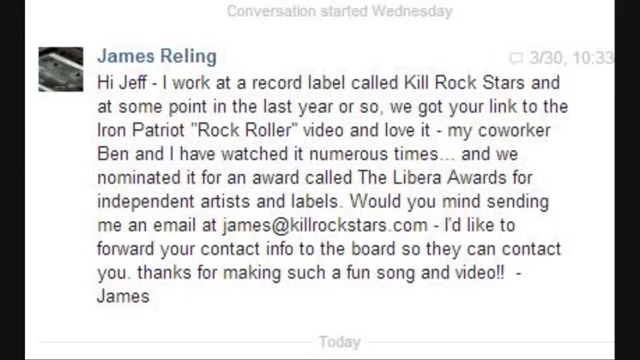 Conversation started Wednesday
James Reling
3/30, 10:33
Hi Jeff - I work at a record label called Kill Rock Stars and
at some point in the last year or so, we got your link to the
Iron Patriot "Rock Roller" video and love it - my coworker
Ben and I have watched it numerous times... and we
nominated it for an award called The Libera Awards for
independent artists and labels. Would you mind sending
me an email at james@killrockstars.com - I'd like to
forward your contact info to the board so they can contact
you. thanks for making such a fun song and video!! -
James
Today